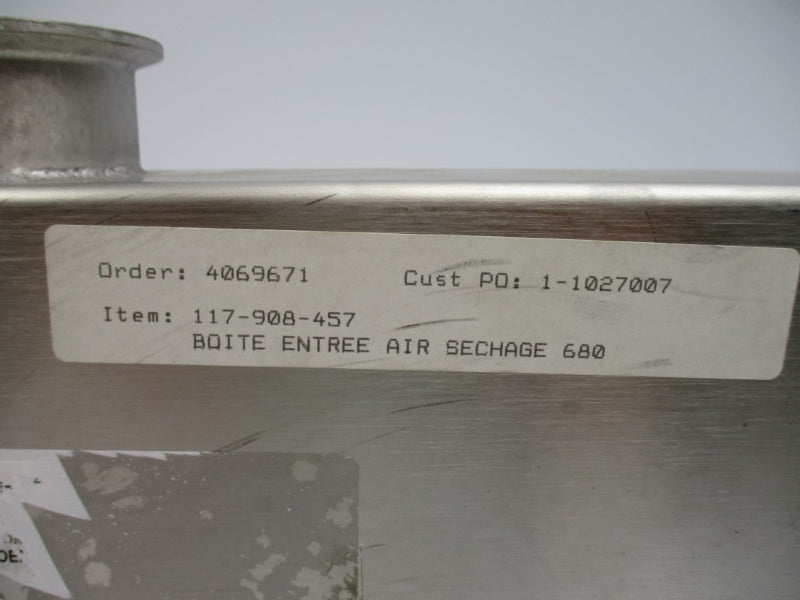 Order: 4069671 Cust PO: 1-1027007
Item: 117-908-457
BOITE ENTREE AIR SECHAGE 680